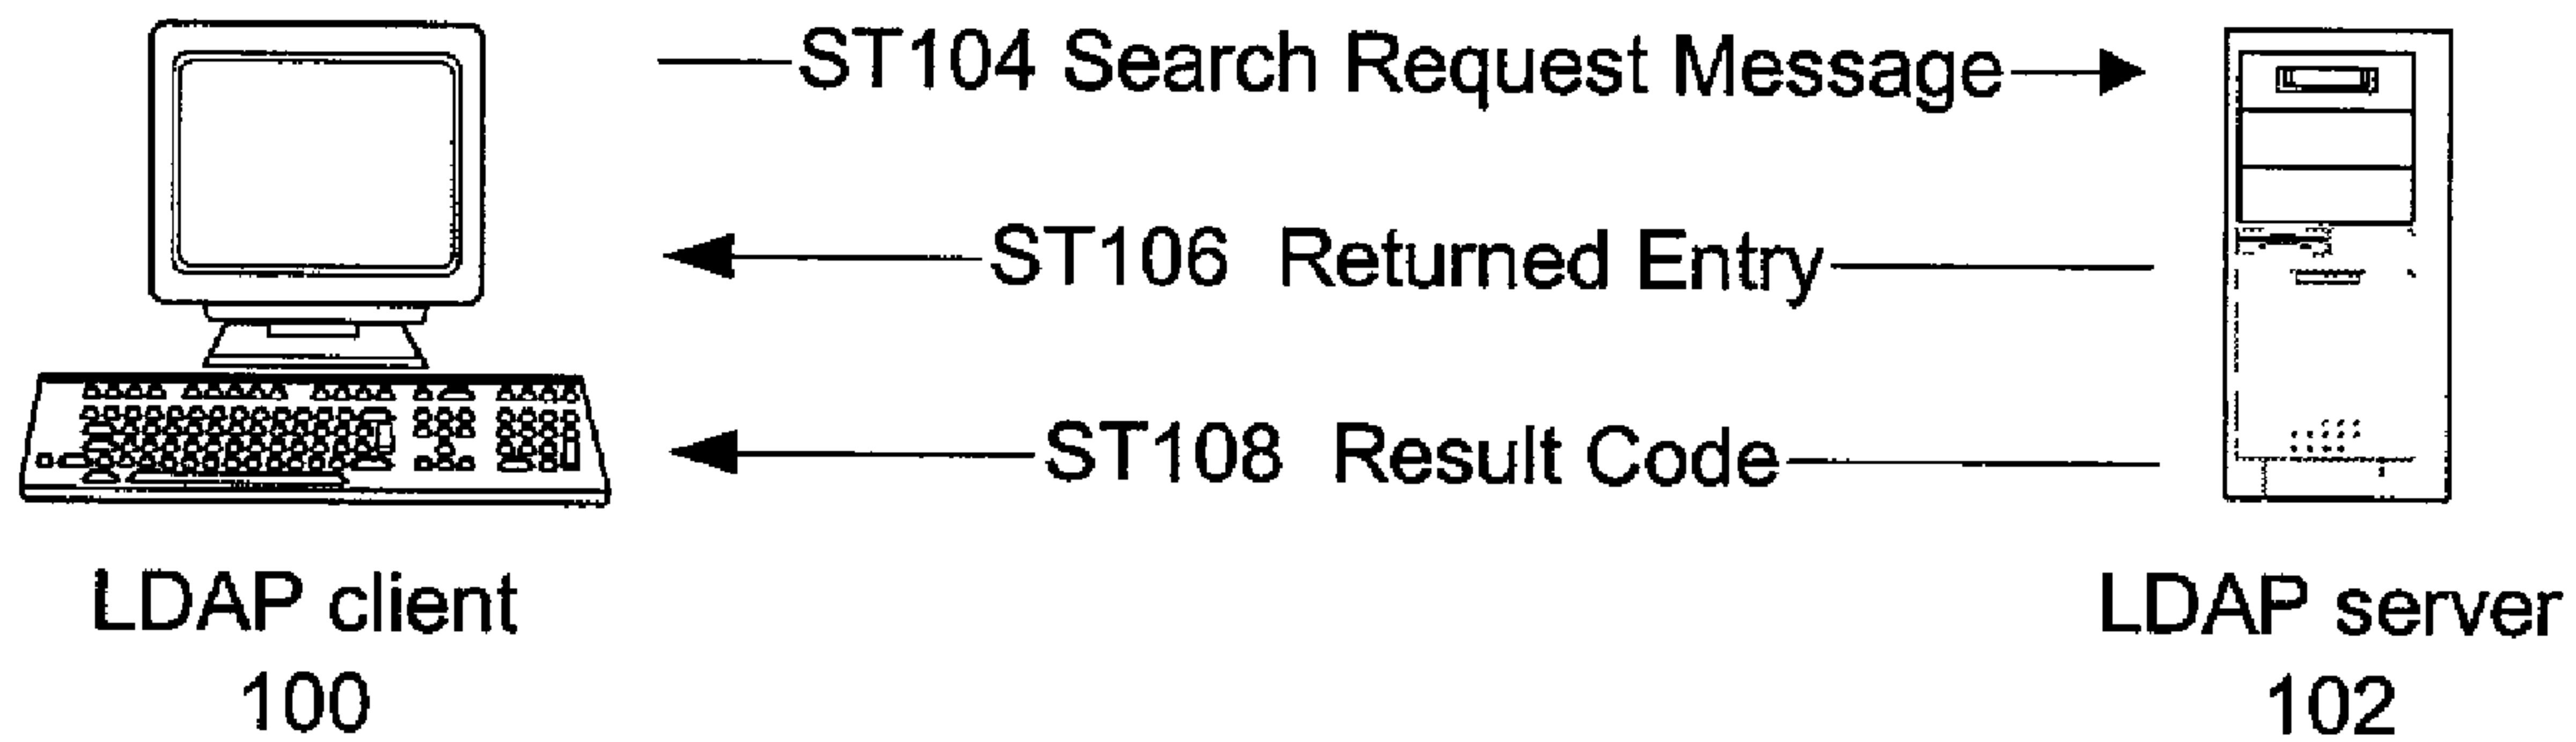 ST104 Search Request Message
ST106 Returned Entry
ST108 Result Code
LDAP client
100
LDAP server
102